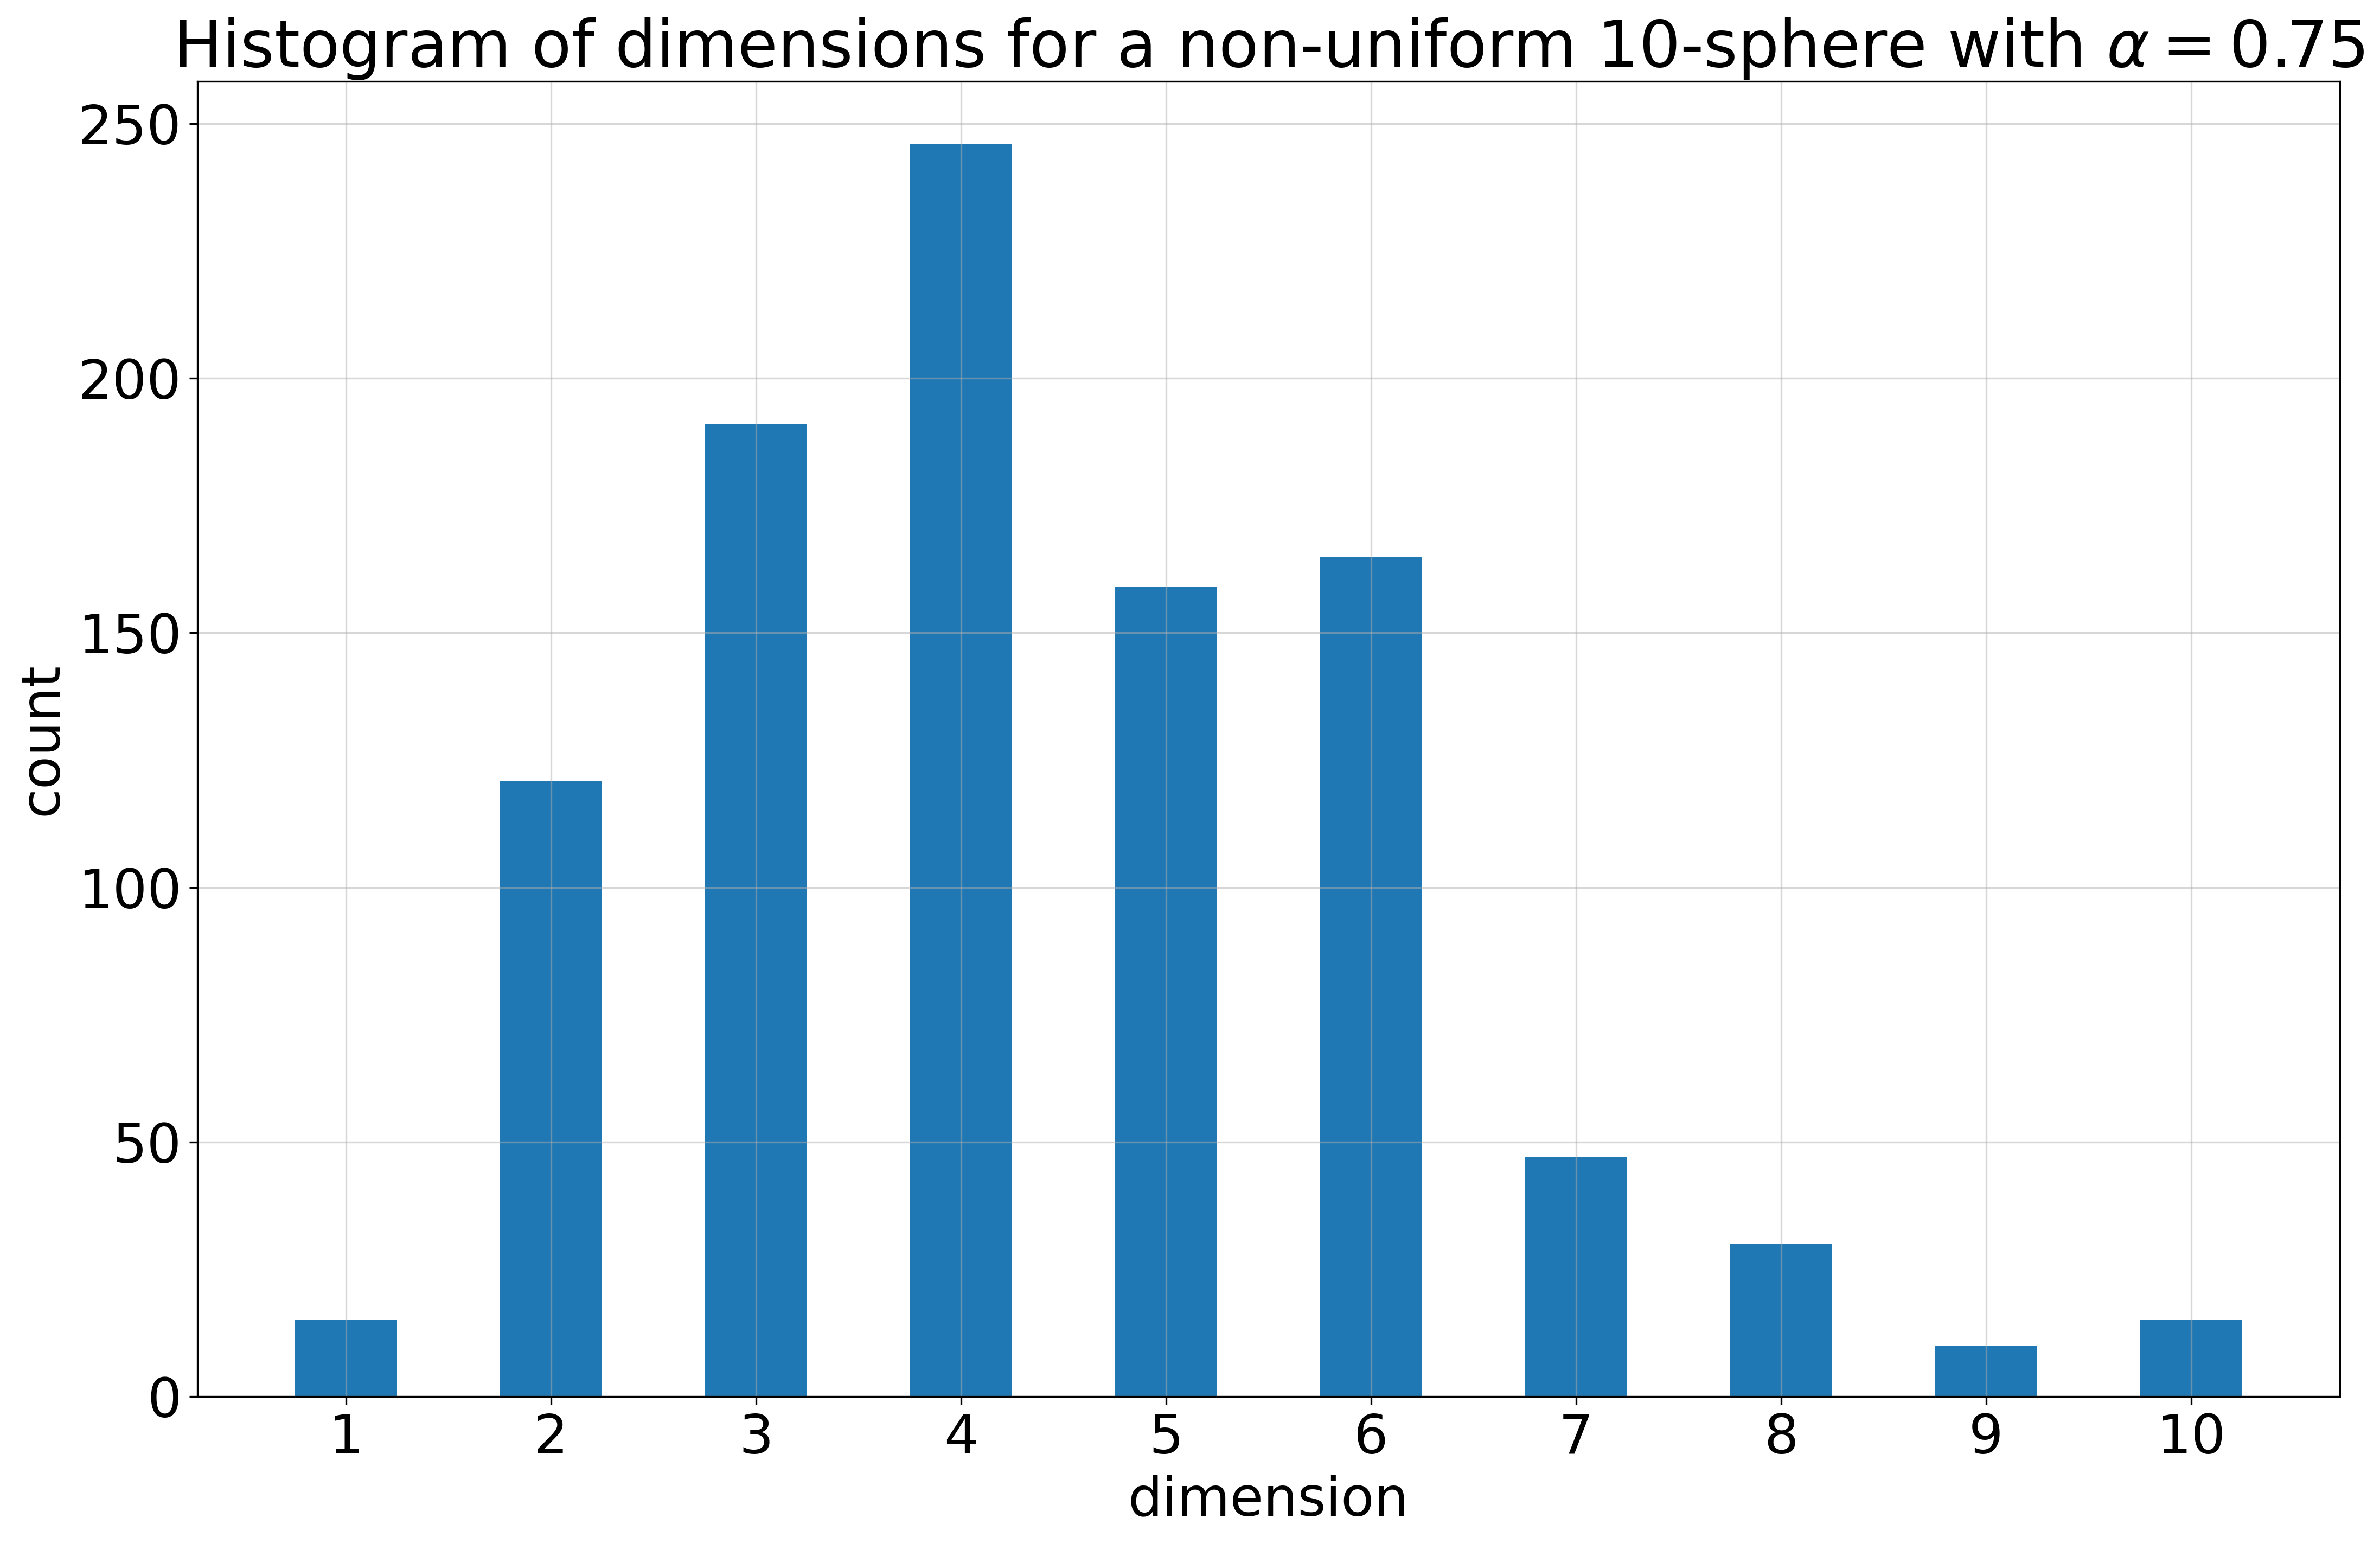 Histogram of dimensions for a non-uniform 10-sphere with α = 0.75
250
200
150
100
50
0
count
1 2 3 4 5 6 7 8 9 10
dimension